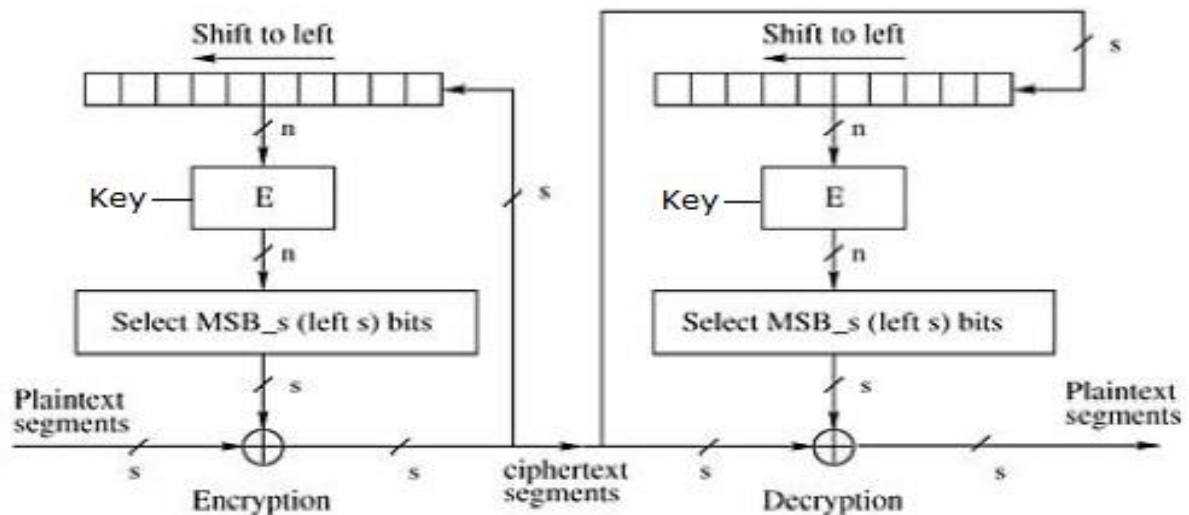 Shift to left
s
n
Key
E
n
Select MSB_s (left s) bits
s
s
Plaintext
segments
s
s
Encryption
ciphertext
segments
Shift to left
s
n
Key
E
n
Select MSB_s (left s) bits
s
s
s
Plaintext
segments
Decryption